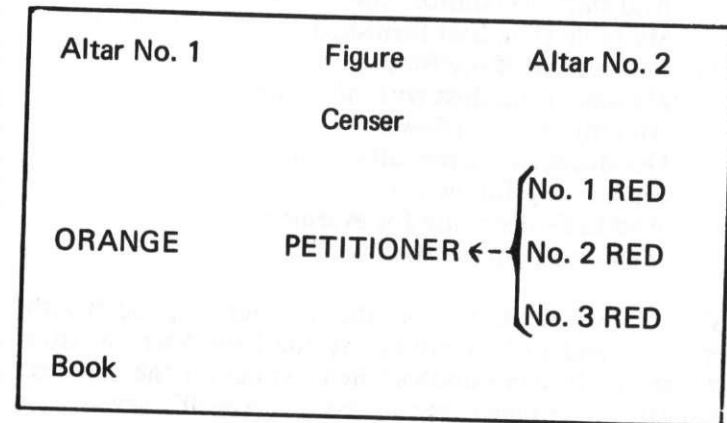 Altar No. 1 Figure Altar No. 2
Censer
No. 1 RED
ORANGE PETITIONER No. 2 RED
No. 3 RED
Book